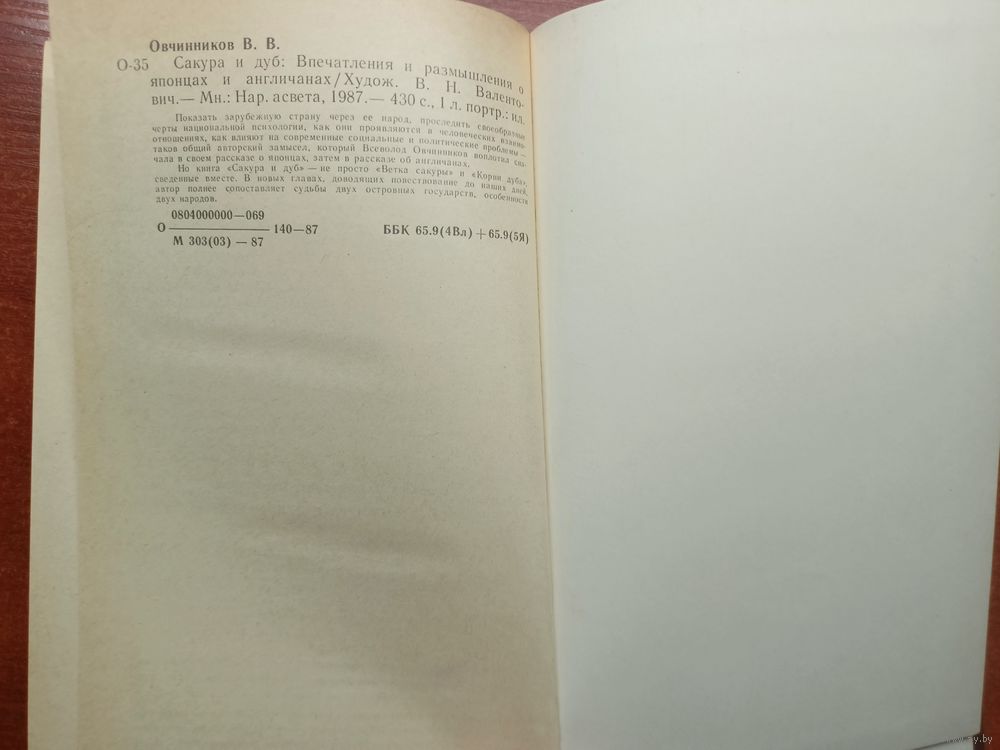 Овчинников В. В.
О-35 Сакура и дуб: Впечатления и размышления о
японцах и англичанах/Худож. В. Н. Валенто-
вич.— Мн.: Нар. асвета, 1987.— 430 с., 1 л. портр.: ил.
Показать зарубежную страну через ее народ, проследить своеобразные
черты национальной психологии, как они проявляются в человеческих взаимо-
отношениях, как влияют на современные социальные и политические проблемы —
таков общий авторский замысел, который Всеволод Овчинников воплотил сна-
чала в своем рассказе о японцах, затем в рассказе об англичанах.
Но книга «Сакура и дуб» — не просто «Ветка сакуры» и «Корни дуба»,
сведенные вместе. В новых главах, доводящих повествование до наших дней,
автор полнее сопоставляет судьбы двух островных государств, особенности
двух народов.
0804000000—069
О 140—87
М 303(03) — 87
ББК 65.9(4Вл)+65.9(5Я)